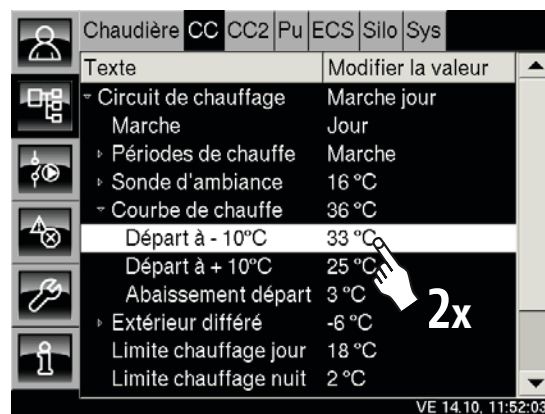 Chaudière CC CC2 Pu ECS Silo Sys
Texte Modifier la valeur
Circuit de chauffage Marche jour
Marche Jour
Périodes de chauffe Marche
Sonde d'ambiance 16 °C
Courbe de chauffe 36 °C
Départ à - 10°C 33 °C
Départ à + 10°C 25 °C
Abaissement départ 3 °C
2x
Extérieur différé -6 °C
Limite chauffage jour 18 °C
Limite chauffage nuit 2 °C
VE 14.10, 11:52:03